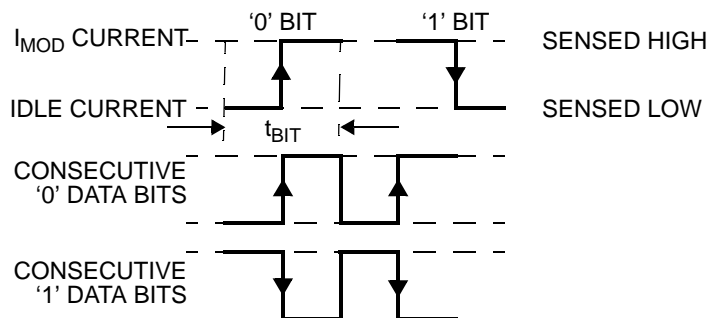 ‘0’ BIT ‘1’ BIT
I_MOD CURRENT SENSED HIGH
IDLE CURRENT SENSED LOW
t_BIT
CONSECUTIVE
‘0’ DATA BITS
CONSECUTIVE
‘1’ DATA BITS